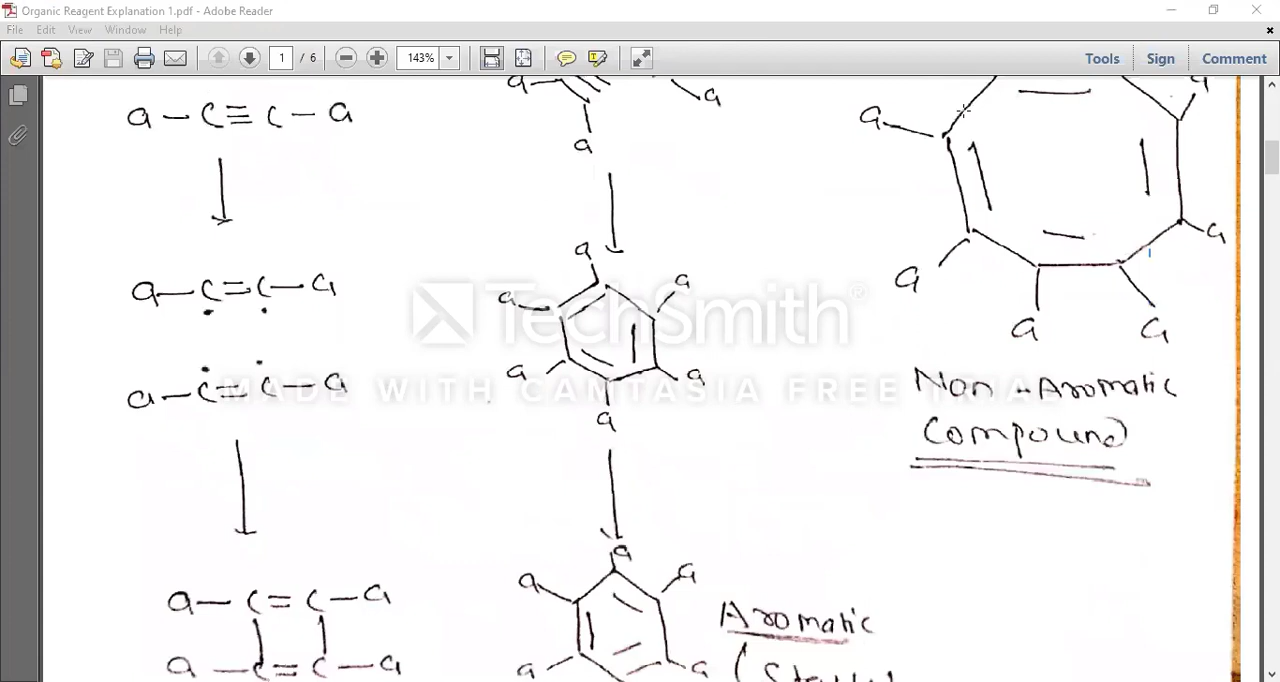 Organic Reagent Explanation 1.pdf - Adobe Reader
File Edit View Window Help
1 / 6 143% Tools Sign Comment
a
a
a
a
a
a — C ≡ C — a
a
a
a
a
a
a — C = C — a
a
a
a
a
a
a
a — C = C — a
TechSmith®
MADE WITH CAMTASIA FREE TRIAL
Non - Aromatic
Compound
a
a
a
a — C = C — a
a — C = C — a
a
a
Aromatic